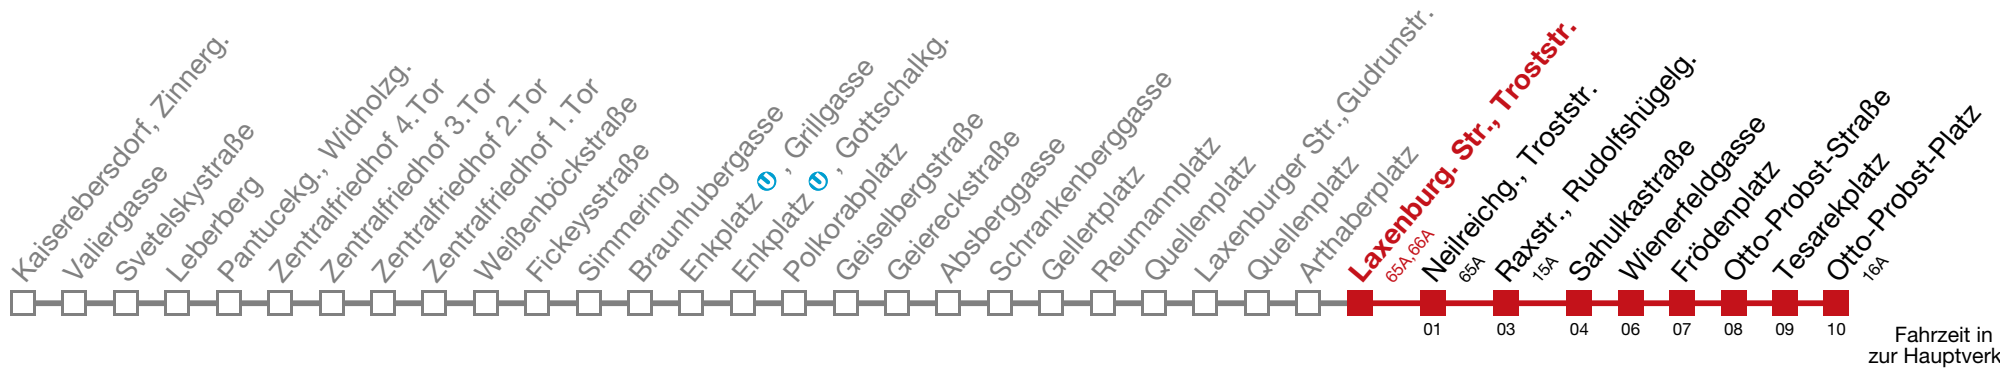 Kaiserebersdorf, Zinnerg.
Valiergasse
Svetelskystraße
Leberberg
Pantucekg., Widholzg.
Zentralfriedhof 4.Tor
Zentralfriedhof 3.Tor
Zentralfriedhof 2.Tor
Zentralfriedhof 1.Tor
Weißenböckstraße
Fickeysstraße
Simmering
Braunhubergasse
Enkplatz U , Grillgasse
Enkplatz U , Gottschalkg.
Polkorabplatz
Geiselbergstraße
Geiereckstraße
Absberggasse
Schrankenberggasse
Gellertplatz
Reumannplatz
Quellenplatz
Laxenburger Str.,Gudrunstr.
Quellenplatz
Arthaberplatz
Laxenburg. Str., Troststr.
65A,66A
Neilreichg., Troststr.
65A
Raxstr., Rudolfshügelg.
15A
Sahulkastraße
Wienerfeldgasse
Frödenplatz
Otto-Probst-Straße
Tesarekplatz
Otto-Probst-Platz
16A
01 03 04 06 07 08 09 10
Fahrzeit in
zur Hauptverk